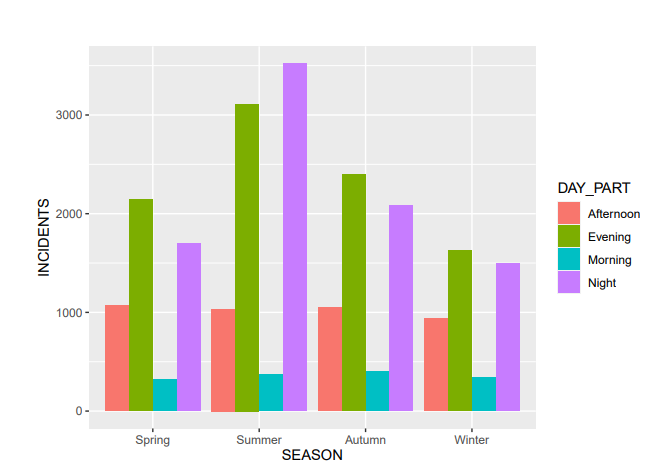 3000
2000
1000
0
INCIDENTS
Spring Summer Autumn Winter
SEASON
DAY_PART
Afternoon
Evening
Morning
Night